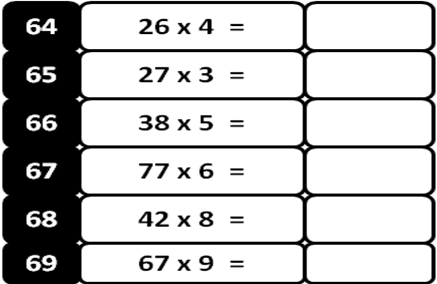 64 26 x 4 =
65 27 x 3 =
66 38 x 5 =
67 77 x 6 =
68 42 x 8 =
69 67 x 9 =